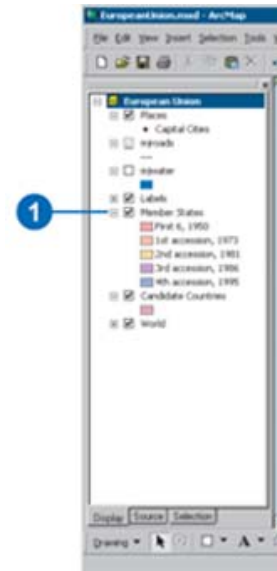 EuropeanUnion.mxd - ArcMap
File Edit View Insert Selection Tools
European Union
Places
Capital Cities
mjroads
mjwater
Labels
1
Member States
First 6, 1950
1st accession, 1973
2nd accession, 1981
3rd accession, 1986
4th accession, 1995
Candidate Countries
World
Display Source Selection
Drawing A